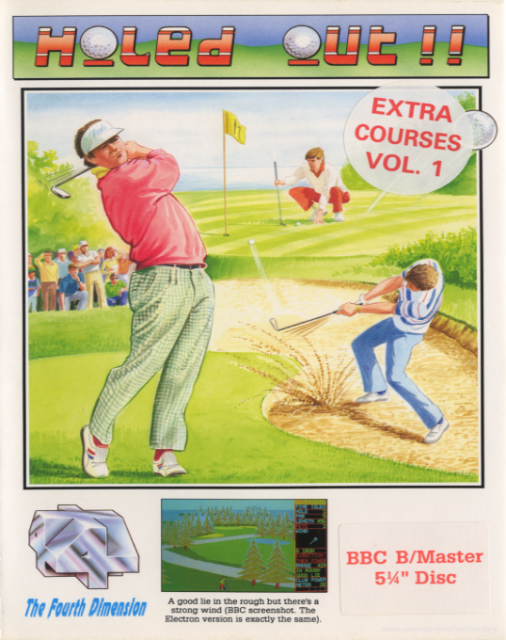 Holed Out!!
EXTRA
COURSES
VOL. 1
The Fourth Dimension
A good lie in the rough but there's a
strong wind (BBC screenshot. The
Electron version is exactly the same).
BBC B/Master
5¼" Disc